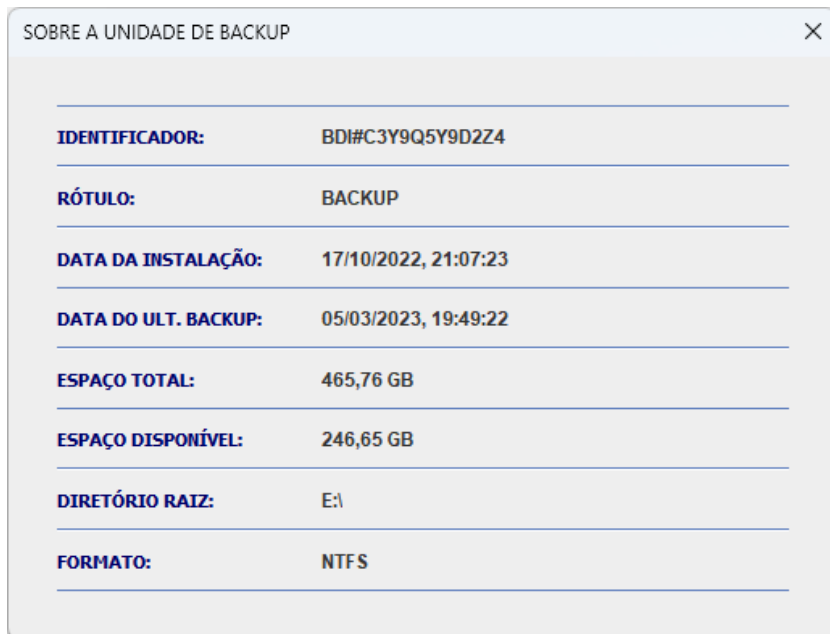 SOBRE A UNIDADE DE BACKUP
IDENTIFICADOR: BDI#C3Y9Q5Y9D2Z4
RÓTULO: BACKUP
DATA DA INSTALAÇÃO: 17/10/2022, 21:07:23
DATA DO ULT. BACKUP: 05/03/2023, 19:49:22
ESPAÇO TOTAL: 465,76 GB
ESPAÇO DISPONÍVEL: 246,65 GB
DIRETÓRIO RAIZ: E:\
FORMATO: NTFS